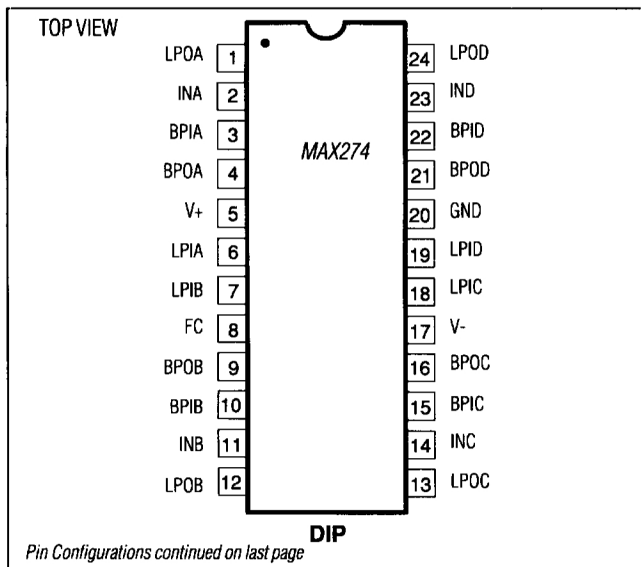 TOP VIEW
LPOA 1 24 LPOD
INA 2 23 IND
BPIA 3 22 BPID
MAX274
BPOA 4 21 BPOD
V+ 5 20 GND
LPIA 6 19 LPID
LPIB 7 18 LPIC
FC 8 17 V-
BPOB 9 16 BPOC
BPIB 10 15 BPIC
INB 11 14 INC
LPOB 12 13 LPOC
DIP
Pin Configurations continued on last page